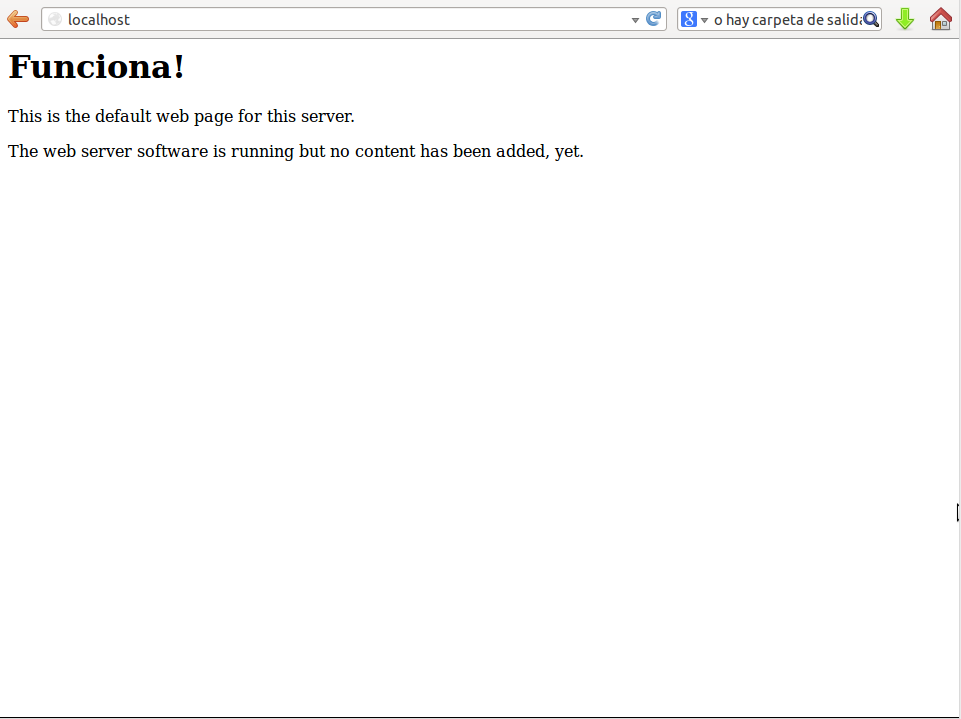 localhost
o hay carpeta de salida
Funciona!
This is the default web page for this server.
The web server software is running but no content has been added, yet.